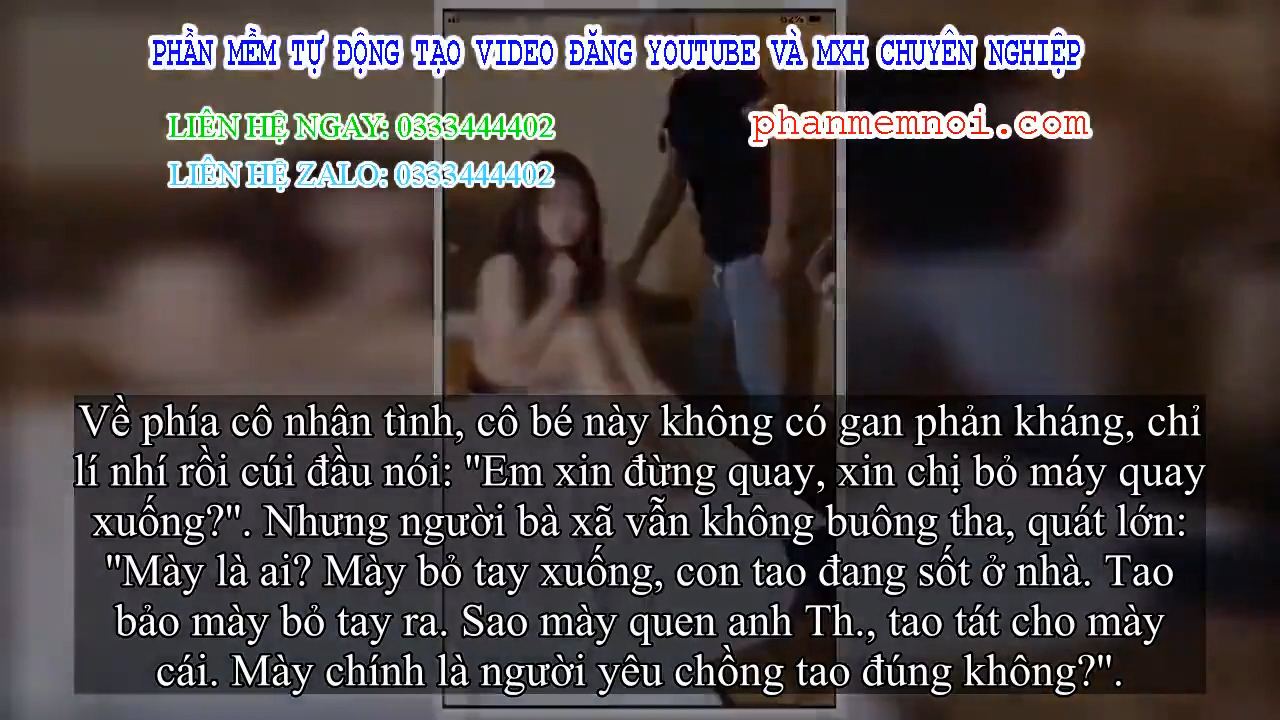 PHẦN MỀM TỰ ĐỘNG TẠO VIDEO ĐĂNG YOUTUBE VÀ MXH CHUYÊN NGHIỆP
LIÊN HỆ NGAY: 0333444402
phanmemnoi.com
LIÊN HỆ ZALO: 0333444402
Về phía cô nhân tình, cô bé này không có gan phản kháng, chỉ
lí nhí rồi cúi đầu nói: "Em xin đừng quay, xin chị bỏ máy quay
xuống?". Nhưng người bà xã vẫn không buông tha, quát lớn:
"Mày là ai? Mày bỏ tay xuống, con tao đang sốt ở nhà. Tao
bảo mày bỏ tay ra. Sao mày quen anh Th., tao tát cho mày
cái. Mày chính là người yêu chồng tao đúng không?".